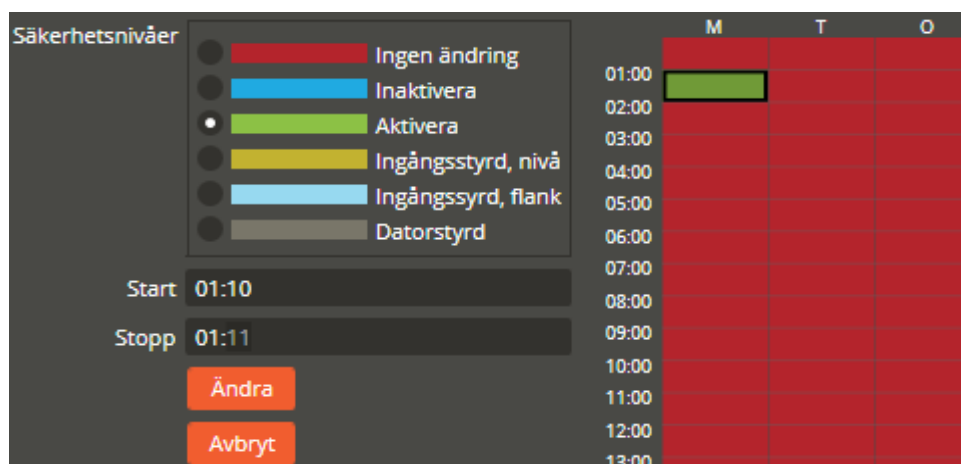 Säkerhetsnivåer
Ingen ändring
Inaktivera
Aktivera
Ingångsstyrd, nivå
Ingångssyrd, flank
Datorstyrd
Start 01:10
Stopp 01:11
Ändra
Avbryt
M T O
01:00
02:00
03:00
04:00
05:00
06:00
07:00
08:00
09:00
10:00
11:00
12:00
13:00